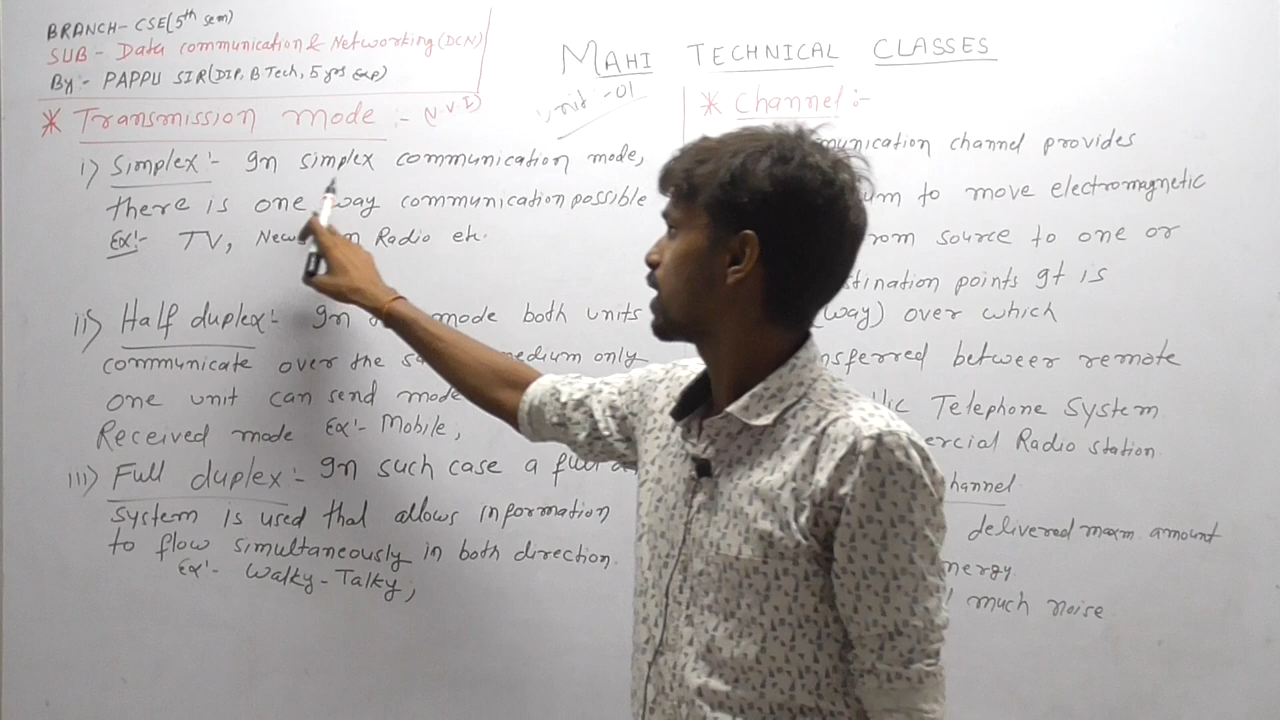 BRANCH- CSE(5th sem)
SUB - Data communication & Networking (DCN)
By:- PAPPU SIR(DIP, B Tech, 5 yrs Exp)
MAHI TECHNICAL CLASSES
Unit:-01
* Transmission mode :- (V.V.I)
i) Simplex :- In simplex communication mode,
there is one way communication possible
Ex:- TV, Radio etc.
ii) Half duplex:- In mode both units
communicate over the medium only
one unit can send mode
Received mode Ex:- Mobile,
iii) Full duplex:- In such case a
system is used that allows information
to flow simultaneously in both direction.
Ex:- Walky-Talky,
* Channel:-
munication channel provides
um to move electromagnetic
rom source to one or
stination points It is
(way) over which
nsferred betweer remote
lic Telephone System
ercial Radio station
hannel
delivered maxm amount
nergy.
much noise